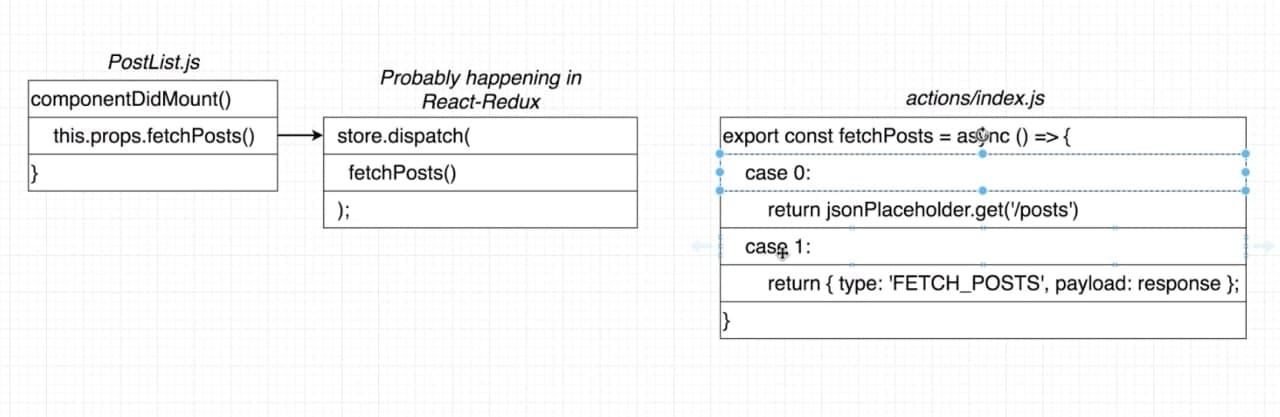 PostList.js
componentDidMount()
this.props.fetchPosts()
}
Probably happening in
React-Redux
store.dispatch(
fetchPosts()
);
actions/index.js
export const fetchPosts = async () => {
case 0:
return jsonPlaceholder.get('/posts')
case 1:
return { type: 'FETCH_POSTS', payload: response };
}